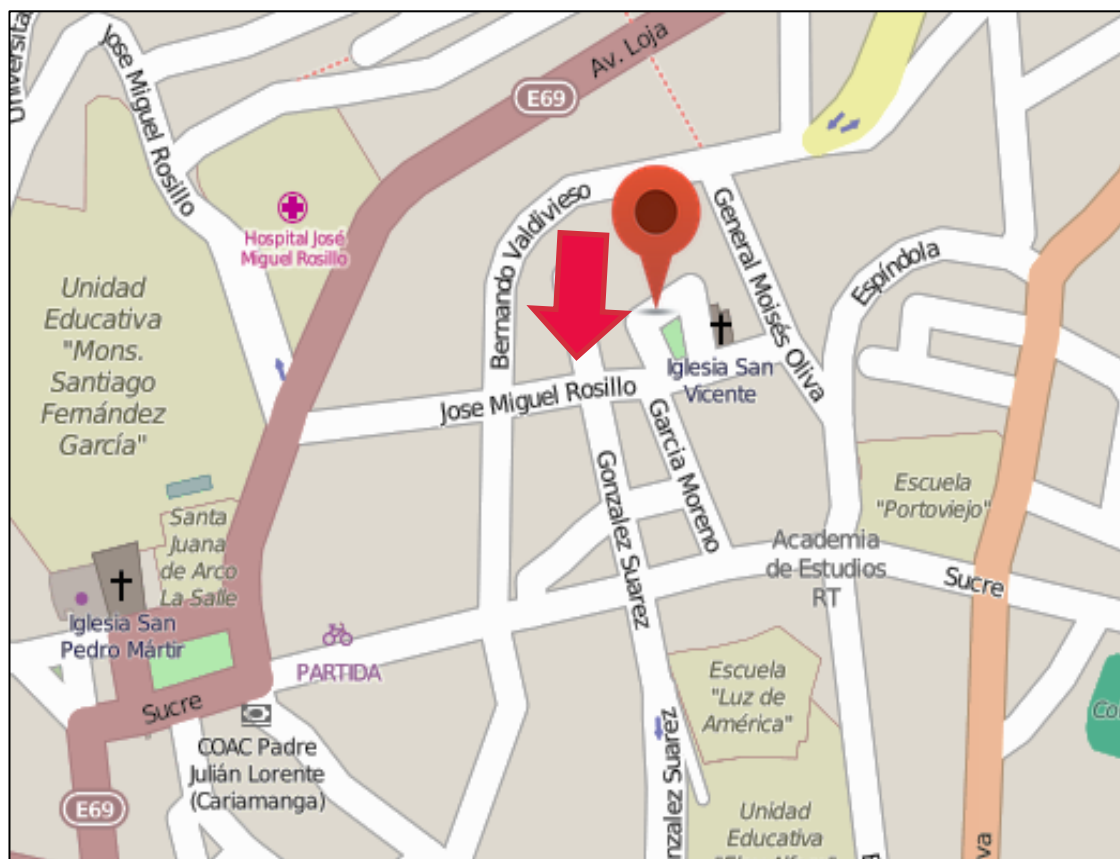 Universita
Jose Miguel Rosillo
Av. Loja
E69
Hospital José
Miguel Rosillo
Bernando Valdivieso
General Moisés Oliva
Espíndola
Unidad
Educativa
"Mons.
Santiago
Fernández
García"
Jose Miguel Rosillo
Iglesia San
Vicente
Garcia Moreno
Gonzalez Suarez
Escuela
"Portoviejo"
Santa
Juana
de Arco
La Salle
Academia
de Estudios
RT
Sucre
Iglesia San
Pedro Mártir
PARTIDA
Sucre
Escuela
"Luz de
América"
Co
COAC Padre
Julián Lorente
(Cariamanga)
nzalez Suarez
E69
Unidad
Educativa
va